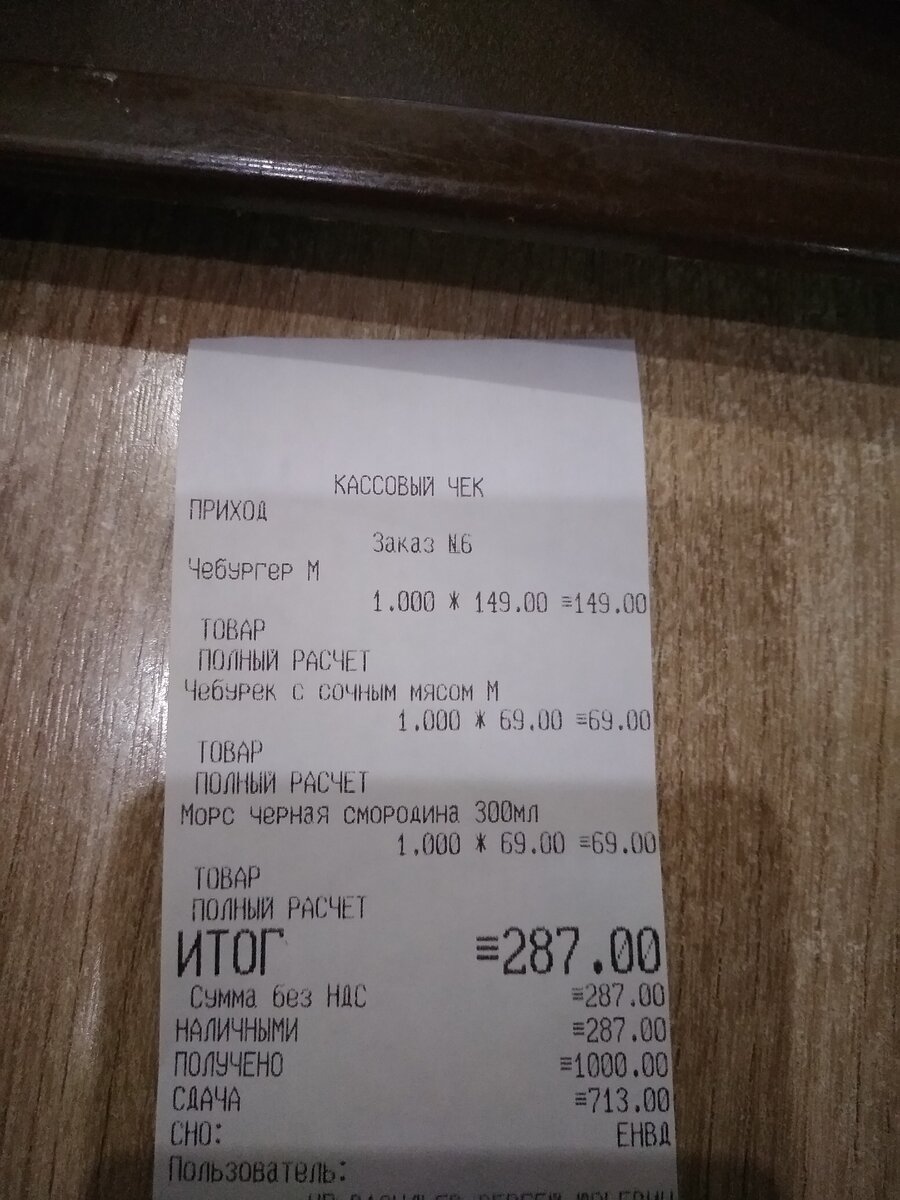 КАССОВЫЙ ЧЕК
ПРИХОД
Заказ №6
Чебургер М
1.000 * 149.00 =149.00
ТОВАР
ПОЛНЫЙ РАСЧЕТ
Чебурек с сочным мясом М
1.000 * 69.00 =69.00
ТОВАР
ПОЛНЫЙ РАСЧЕТ
Морс черная смородина 300мл
1.000 * 69.00 =69.00
ТОВАР
ПОЛНЫЙ РАСЧЕТ
ИТОГ =287.00
Сумма без НДС =287.00
НАЛИЧНЫМИ =287.00
ПОЛУЧЕНО =1000.00
СДАЧА =713.00
СНО: ЕНВД
Пользователь: